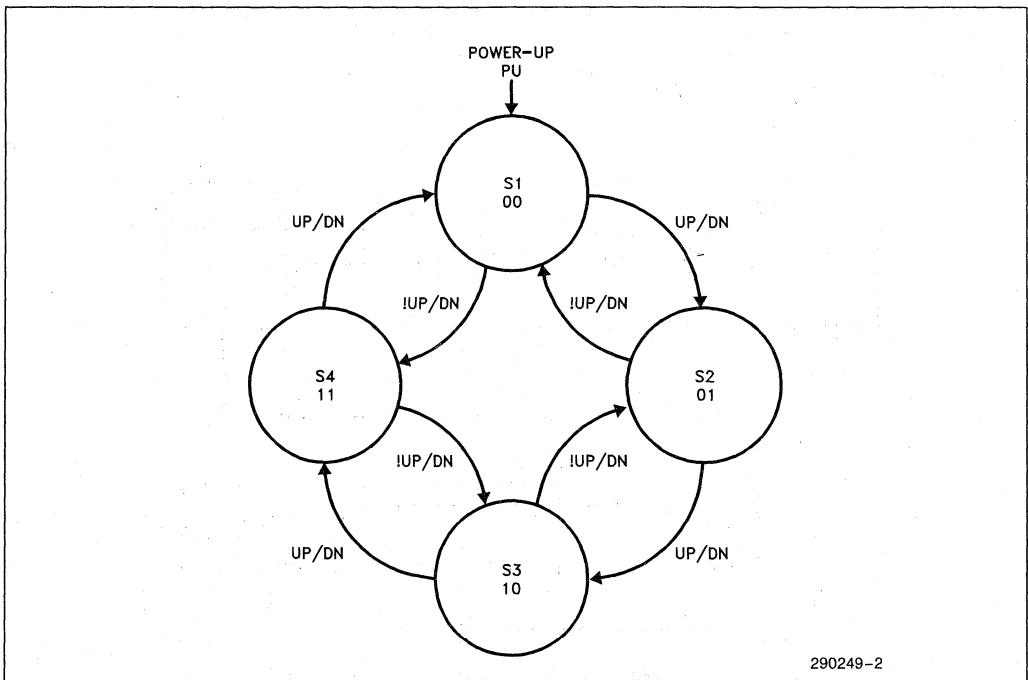 POWER-UP
PU
S1
00
UP/DN
UP/DN
!UP/DN
!UP/DN
S4
11
S2
01
!UP/DN
!UP/DN
UP/DN
UP/DN
S3
10
290249-2